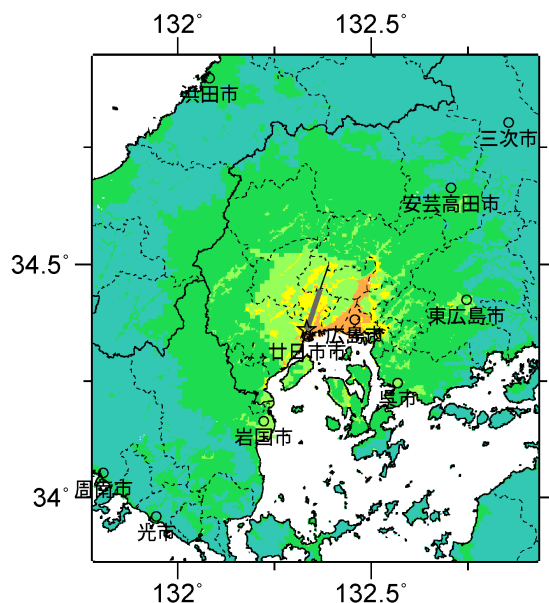 132° 132.5°
浜田市
三次市
安芸高田市
34.5°
東広島市
広島市
廿日市市
呉市
岩国市
周南市
34°
光市
132° 132.5°